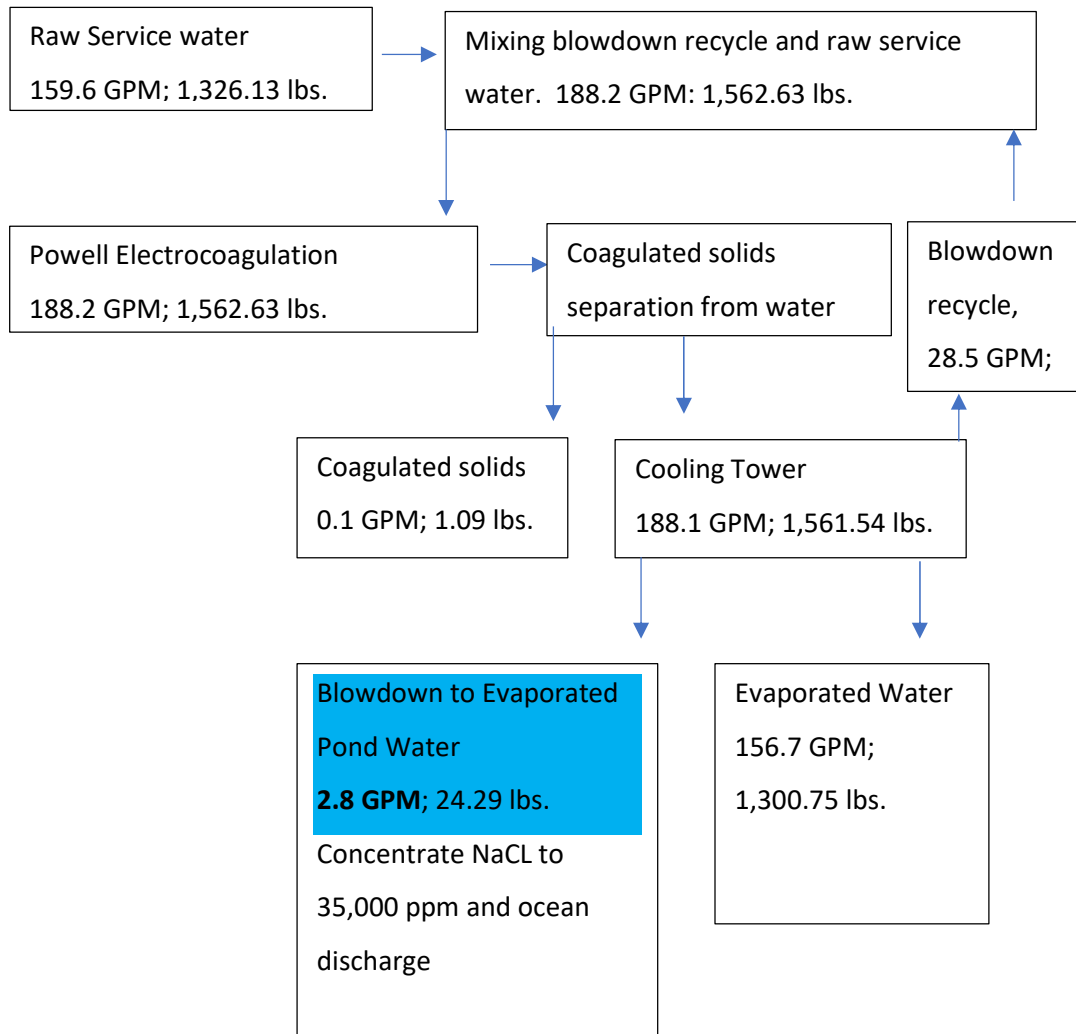 Raw Service water
159.6 GPM; 1,326.13 lbs.
Mixing blowdown recycle and raw service
water.  188.2 GPM: 1,562.63 lbs.
Powell Electrocoagulation
188.2 GPM; 1,562.63 lbs.
Coagulated solids
separation from water
Blowdown
recycle,
28.5 GPM;
Coagulated solids
0.1 GPM; 1.09 lbs.
Cooling Tower
188.1 GPM; 1,561.54 lbs.
Blowdown to Evaporated
Pond Water
2.8 GPM; 24.29 lbs.
Concentrate NaCL to
35,000 ppm and ocean
discharge
Evaporated Water
156.7 GPM;
1,300.75 lbs.